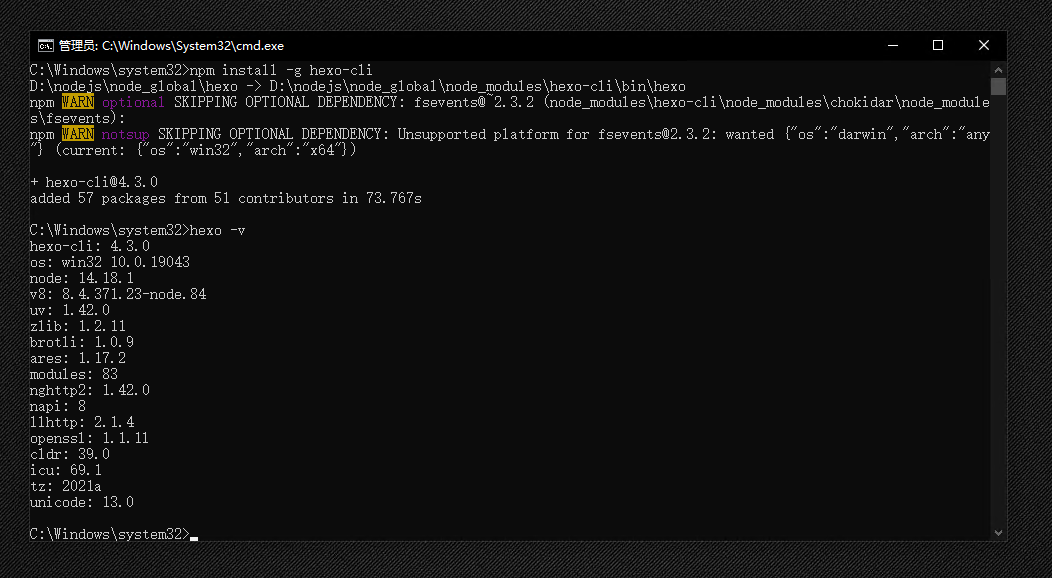 管理员: C:\Windows\System32\cmd.exe
C:\Windows\system32>npm install -g hexo-cli
D:\nodejs\node_global\hexo -> D:\nodejs\node_global\node_modules\hexo-cli\bin\hexo
npm WARN optional SKIPPING OPTIONAL DEPENDENCY: fsevents@~2.3.2 (node_modules\hexo-cli\node_modules\chokidar\node_module
s\fsevents):
npm WARN notsup SKIPPING OPTIONAL DEPENDENCY: Unsupported platform for fsevents@2.3.2: wanted {"os":"darwin","arch":"any
"} (current: {"os":"win32","arch":"x64"})
+ hexo-cli@4.3.0
added 57 packages from 51 contributors in 73.767s
C:\Windows\system32>hexo -v
hexo-cli: 4.3.0
os: win32 10.0.19043
node: 14.18.1
v8: 8.4.371.23-node.84
uv: 1.42.0
zlib: 1.2.11
brotli: 1.0.9
ares: 1.17.2
modules: 83
nghttp2: 1.42.0
napi: 8
llhttp: 2.1.4
openssl: 1.1.1l
cldr: 39.0
icu: 69.1
tz: 2021a
unicode: 13.0
C:\Windows\system32>